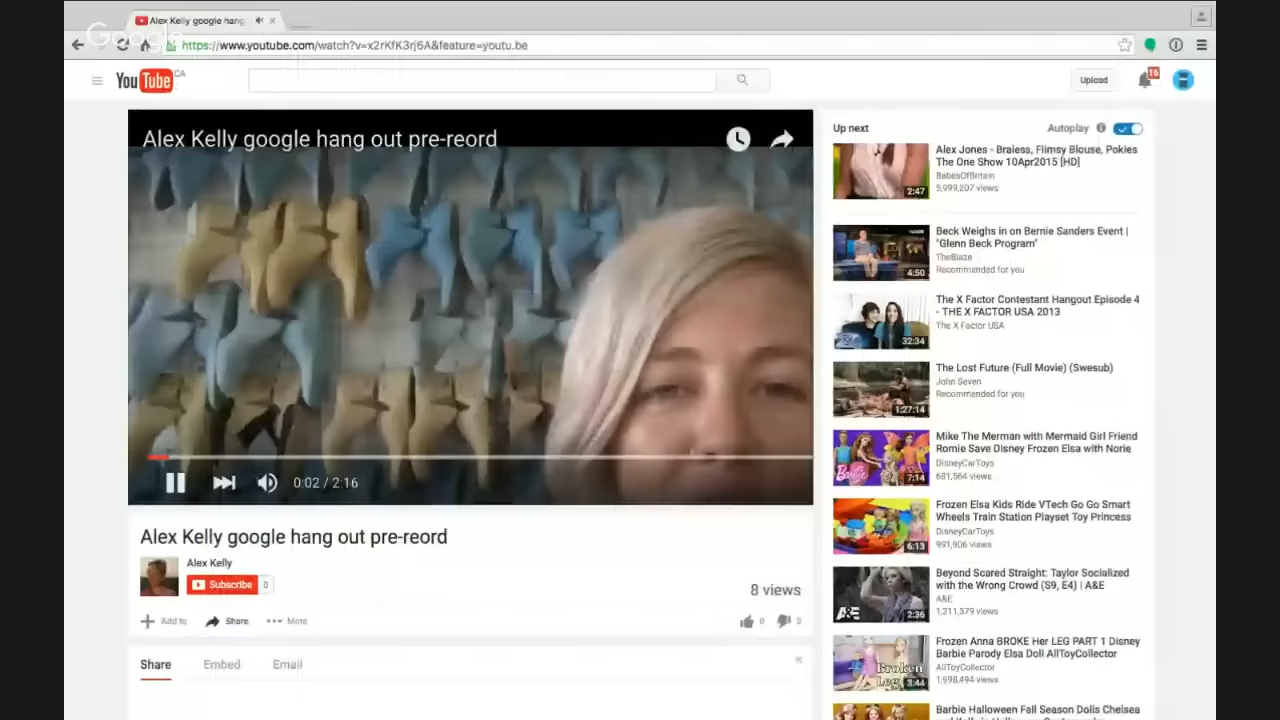 Alex Kelly google hang
Google
https://www.youtube.com/watch?v=x2rKfK3rj6A&feature=youtu.be
YouTube CA
Upload
16
Alex Kelly google hang out pre-reord
0:02 / 2:16
Alex Kelly google hang out pre-reord
Alex Kelly
Subscribe 0
8 views
Add to Share More
0
Share Embed Email
Up next Autoplay
2:47
Alex Jones - Braless, Flimsy Blouse, Pokies
The One Show 10Apr2015 [HD]
BabesOfBritain
5,999,207 views
4:50
Beck Weighs in on Bernie Sanders Event |
"Glenn Beck Program"
TheBlaze
Recommended for you
32:34
The X Factor Contestant Hangout Episode 4
- THE X FACTOR USA 2013
The X Factor USA
1:27:14
The Lost Future (Full Movie) (Swesub)
John Seven
Recommended for you
Barbie
7:14
Mike The Merman with Mermaid Girl Friend
Romie Save Disney Frozen Elsa with Norie
DisneyCarToys
681,564 views
6:13
Frozen Elsa Kids Ride VTech Go Go Smart
Wheels Train Station Playset Toy Princess
DisneyCarToys
991,906 views
A&E
2:36
Beyond Scared Straight: Taylor Socialized
with the Wrong Crowd (S9, E4) | A&E
A&E
1,211,379 views
Broken
Leg
3:44
Frozen Anna BROKE Her LEG PART 1 Disney
Barbie Parody Elsa Doll AllToyCollector
AllToyCollector
1,998,494 views
Barbie Halloween Fall Season Dolls Chelsea